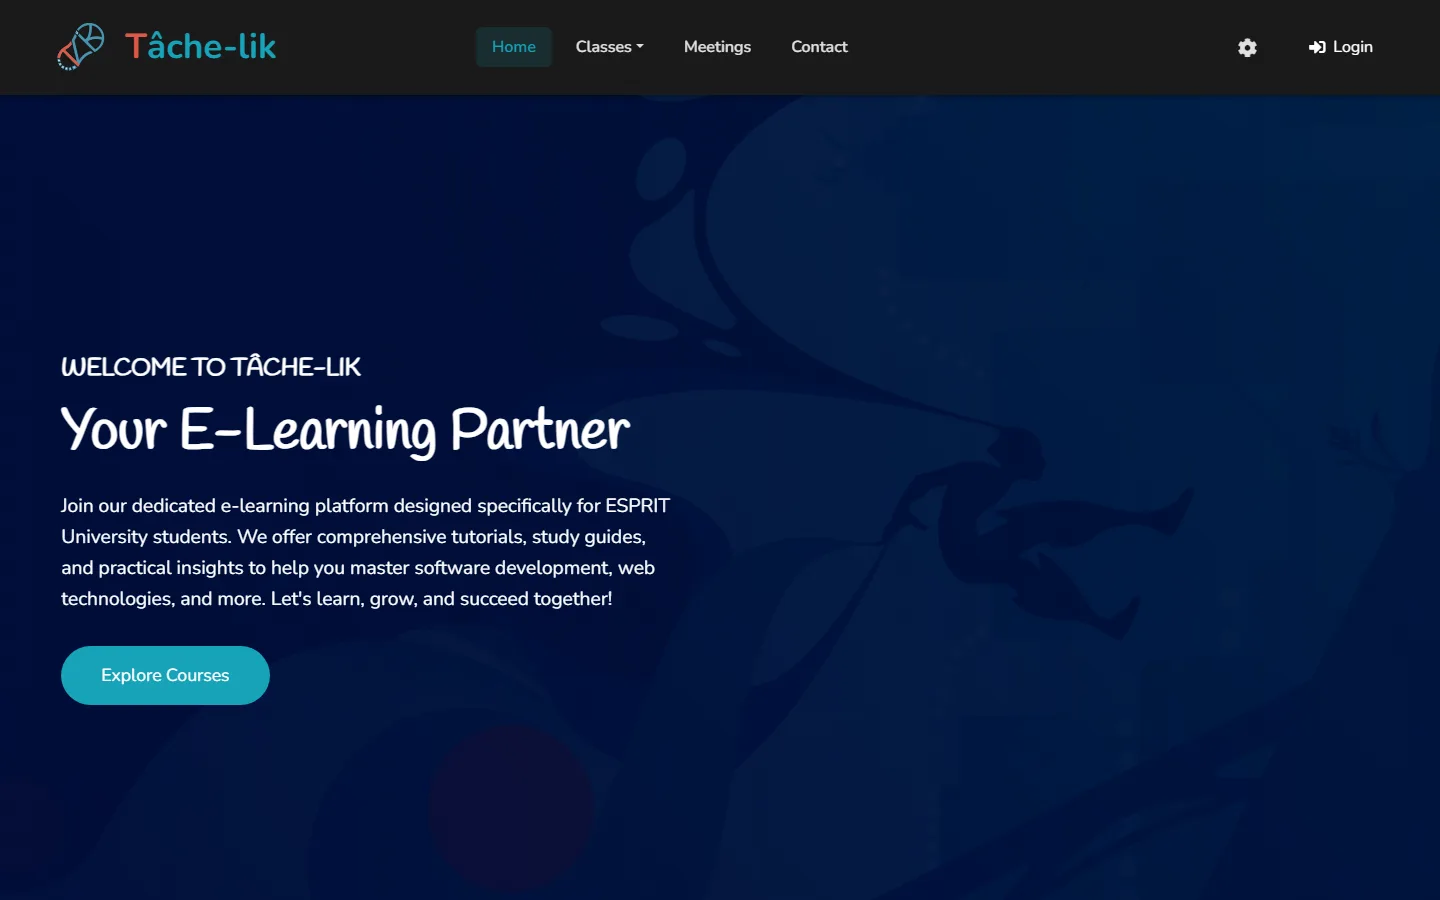 Tâche-lik
Home
Classes
Meetings
Contact
Login
WELCOME TO TÂCHE-LIK
Your E-Learning Partner
Join our dedicated e-learning platform designed specifically for ESPRIT
University students. We offer comprehensive tutorials, study guides,
and practical insights to help you master software development, web
technologies, and more. Let's learn, grow, and succeed together!
Explore Courses